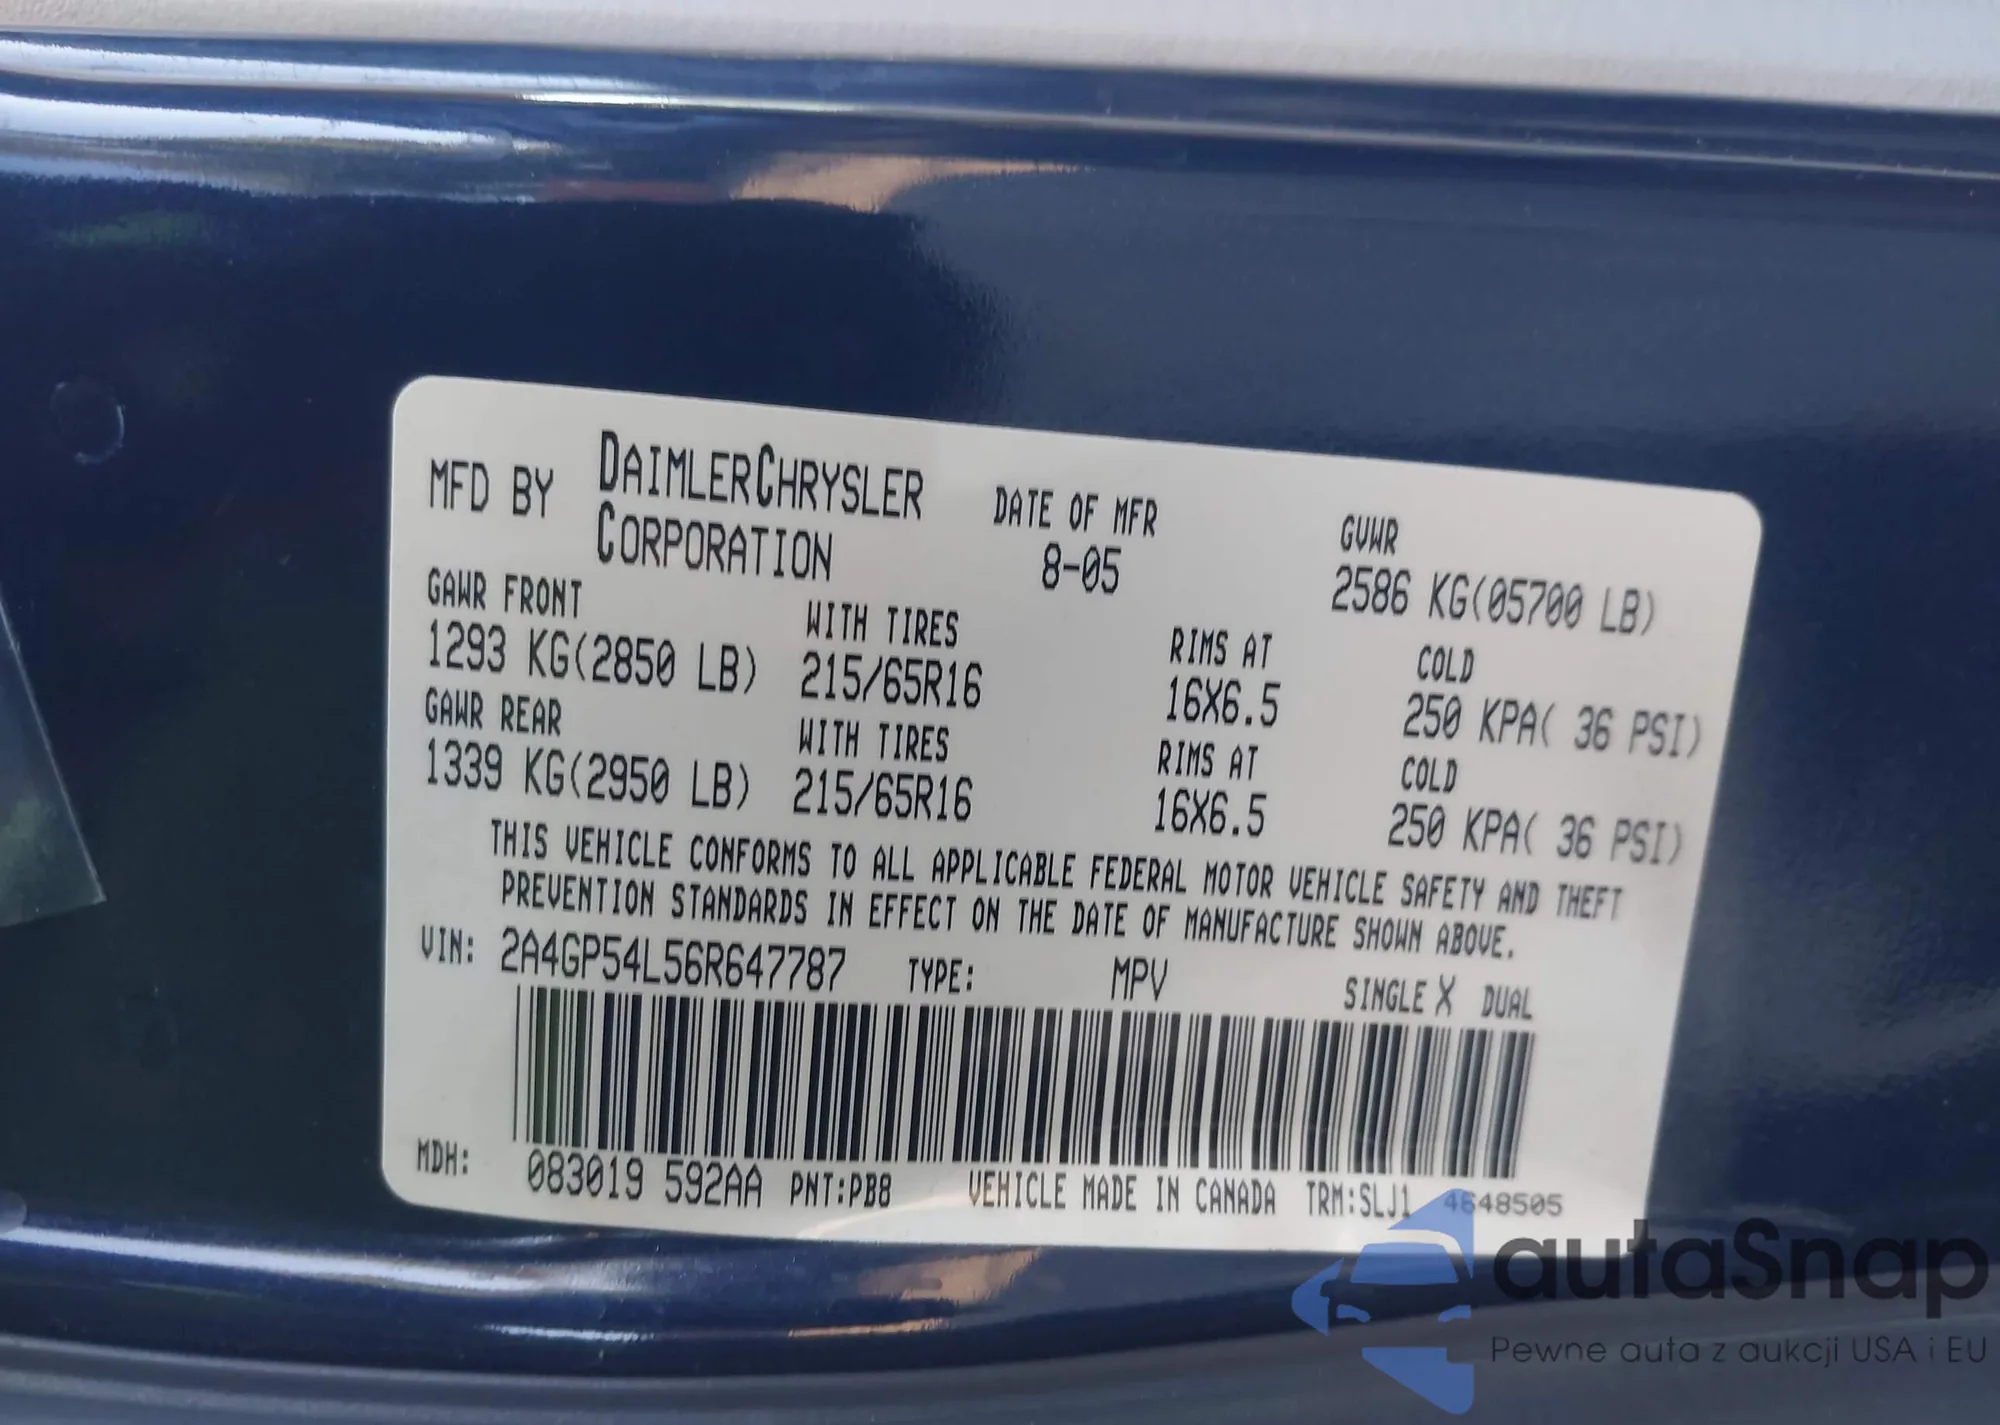 MFD BY DAIMLERCHRYSLER CORPORATION DATE OF MFR 8-05 GVWR 2586 KG(05700 LB)
GAWR FRONT WITH TIRES RIMS AT COLD
1293 KG(2850 LB) 215/65R16 16X6.5 250 KPA( 36 PSI)
GAWR REAR WITH TIRES RIMS AT COLD
1339 KG(2950 LB) 215/65R16 16X6.5 250 KPA( 36 PSI)
THIS VEHICLE CONFORMS TO ALL APPLICABLE FEDERAL MOTOR VEHICLE SAFETY AND THEFT
PREVENTION STANDARDS IN EFFECT ON THE DATE OF MANUFACTURE SHOWN ABOVE.
VIN: 2A4GP54L56R647787 TYPE: MPV SINGLE X DUAL
MDH: 083019 592AA PNT:PB8 VEHICLE MADE IN CANADA TRM:SLJ1 4648505
autaSnap
Pewne auta z aukcji USA i EU